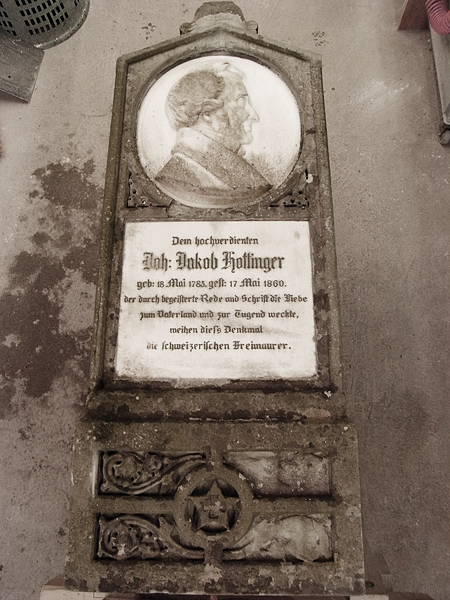 Dem hochverdienten
Joh: Jakob Hottinger
geb: 18 Mai 1783. gest: 17 Mai 1860.
der durch begeisterte Rede und Schrift die Liebe
zum Vaterland und zur Tugend weckte,
weihen diess Denkmal
die schweizerischen Freimaurer.